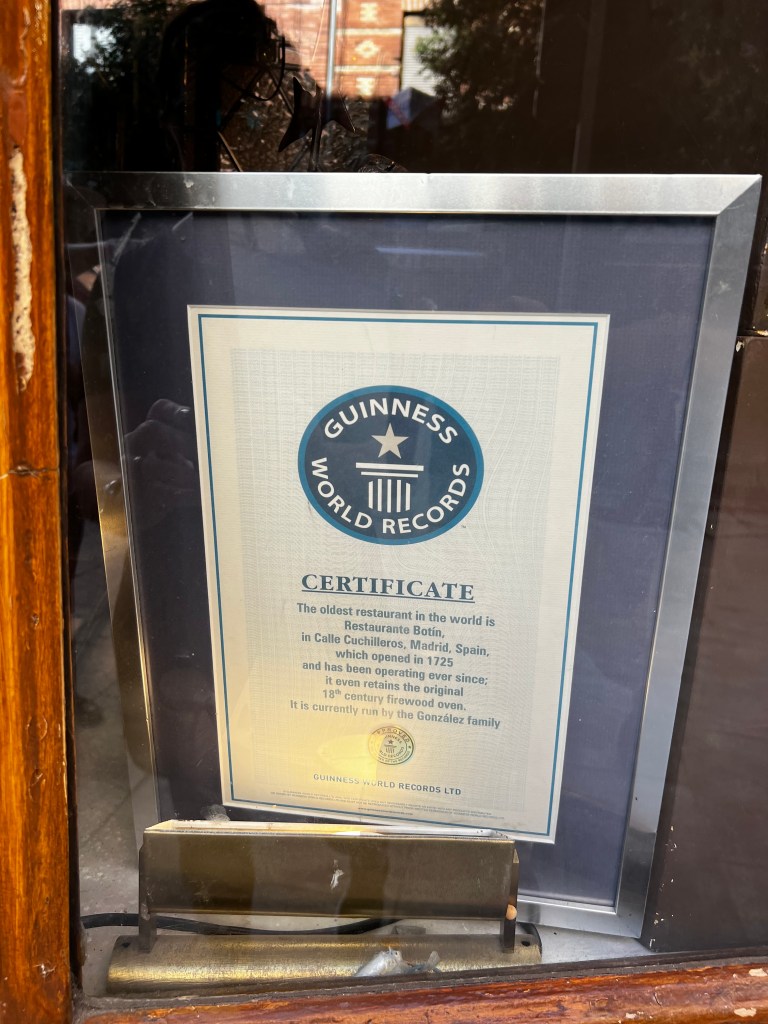 GUINNESS
WORLD RECORDS
CERTIFICATE
The oldest restaurant in the world is
Restaurante Botín,
in Calle Cuchilleros, Madrid, Spain,
which opened in 1725
and has been operating ever since;
it even retains the original
18th century firewood oven.
It is currently run by the González family
APPROVED
GUINNESS WORLD RECORDS LTD